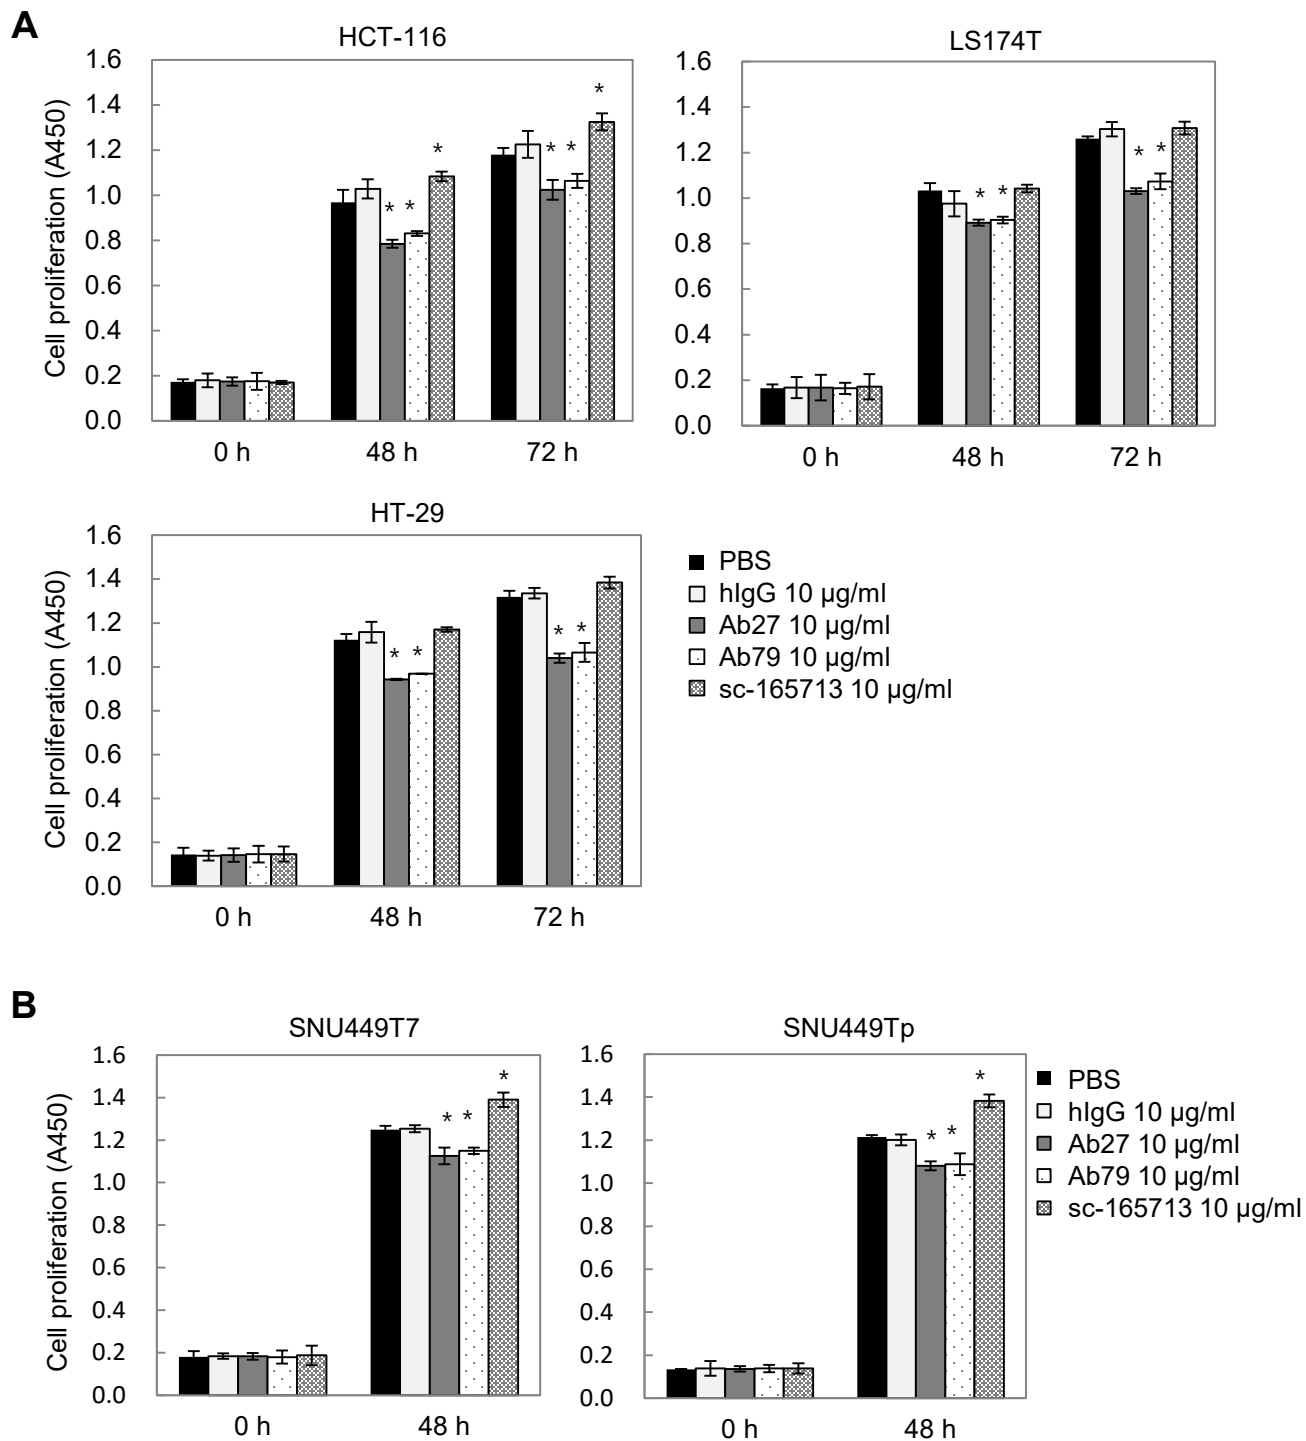 A
HCT-116
Cell proliferation (A450)
1.6
1.4
1.2
1.0
0.8
0.6
0.4
0.2
0.0
*
* *
* *
*
0 h 48 h 72 h
LS174T
1.6
1.4
1.2
1.0
0.8
0.6
0.4
0.2
0.0
* *
* *
0 h 48 h 72 h
HT-29
Cell proliferation (A450)
1.6
1.4
1.2
1.0
0.8
0.6
0.4
0.2
0.0
* *
* *
0 h 48 h 72 h
PBS
hIgG 10 µg/ml
Ab27 10 µg/ml
Ab79 10 µg/ml
sc-165713 10 µg/ml
B
SNU449T7
Cell proliferation (A450)
1.6
1.4
1.2
1.0
0.8
0.6
0.4
0.2
0.0
*
* *
0 h 48 h
SNU449Tp
1.6
1.4
1.2
1.0
0.8
0.6
0.4
0.2
0.0
*
* *
0 h 48 h
PBS
hIgG 10 µg/ml
Ab27 10 µg/ml
Ab79 10 µg/ml
sc-165713 10 µg/ml